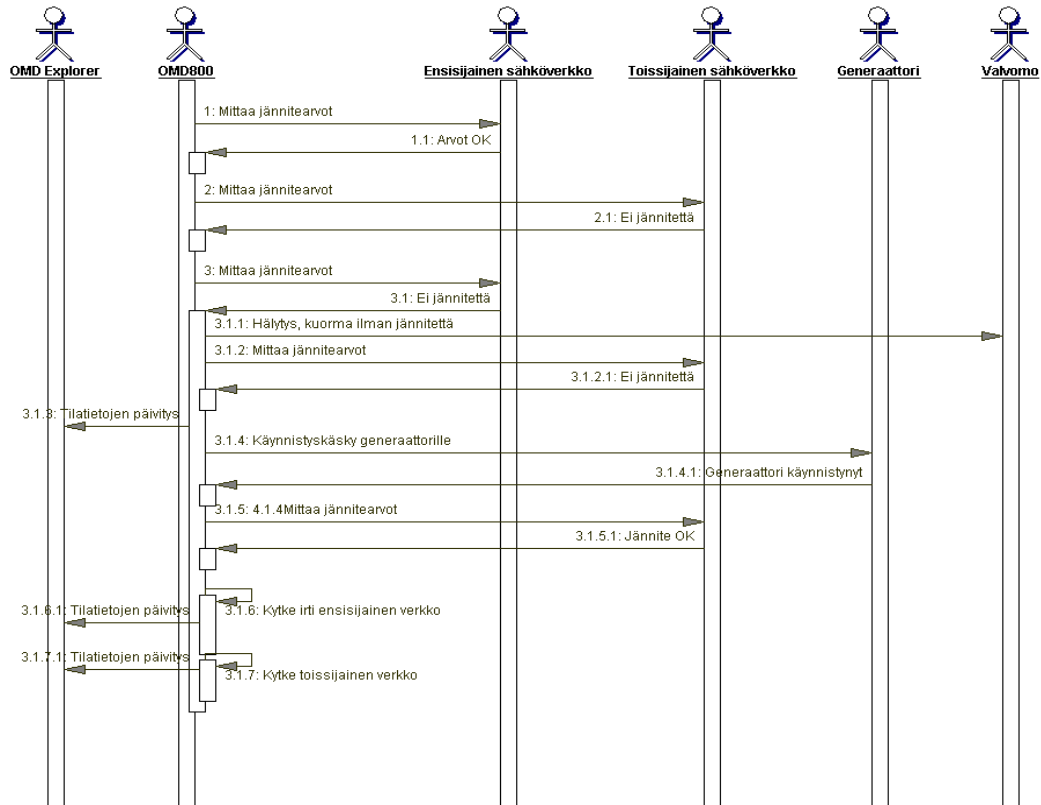 OMD Explorer
OMD800
Ensisijainen sähköverkko
Toissijainen sähköverkko
Generaattori
Valvomo
1: Mittaa jännitearvot
1.1: Arvot OK
2: Mittaa jännitearvot
2.1: Ei jännitettä
3: Mittaa jännitearvot
3.1: Ei jännitettä
3.1.1: Hälytys, kuorma ilman jännitettä
3.1.2: Mittaa jännitearvot
3.1.2.1: Ei jännitettä
3.1.3: Tilatietojen päivitys
3.1.4: Käynnistyskäsky generaattorille
3.1.4.1: Generaattori käynnistynyt
3.1.5: 4.1.4Mittaa jännitearvot
3.1.5.1: Jännite OK
3.1.6.1: Tilatietojen päivitys
3.1.6: Kytke irti ensisijainen verkko
3.1.7.1: Tilatietojen päivitys
3.1.7: Kytke toissijainen verkko